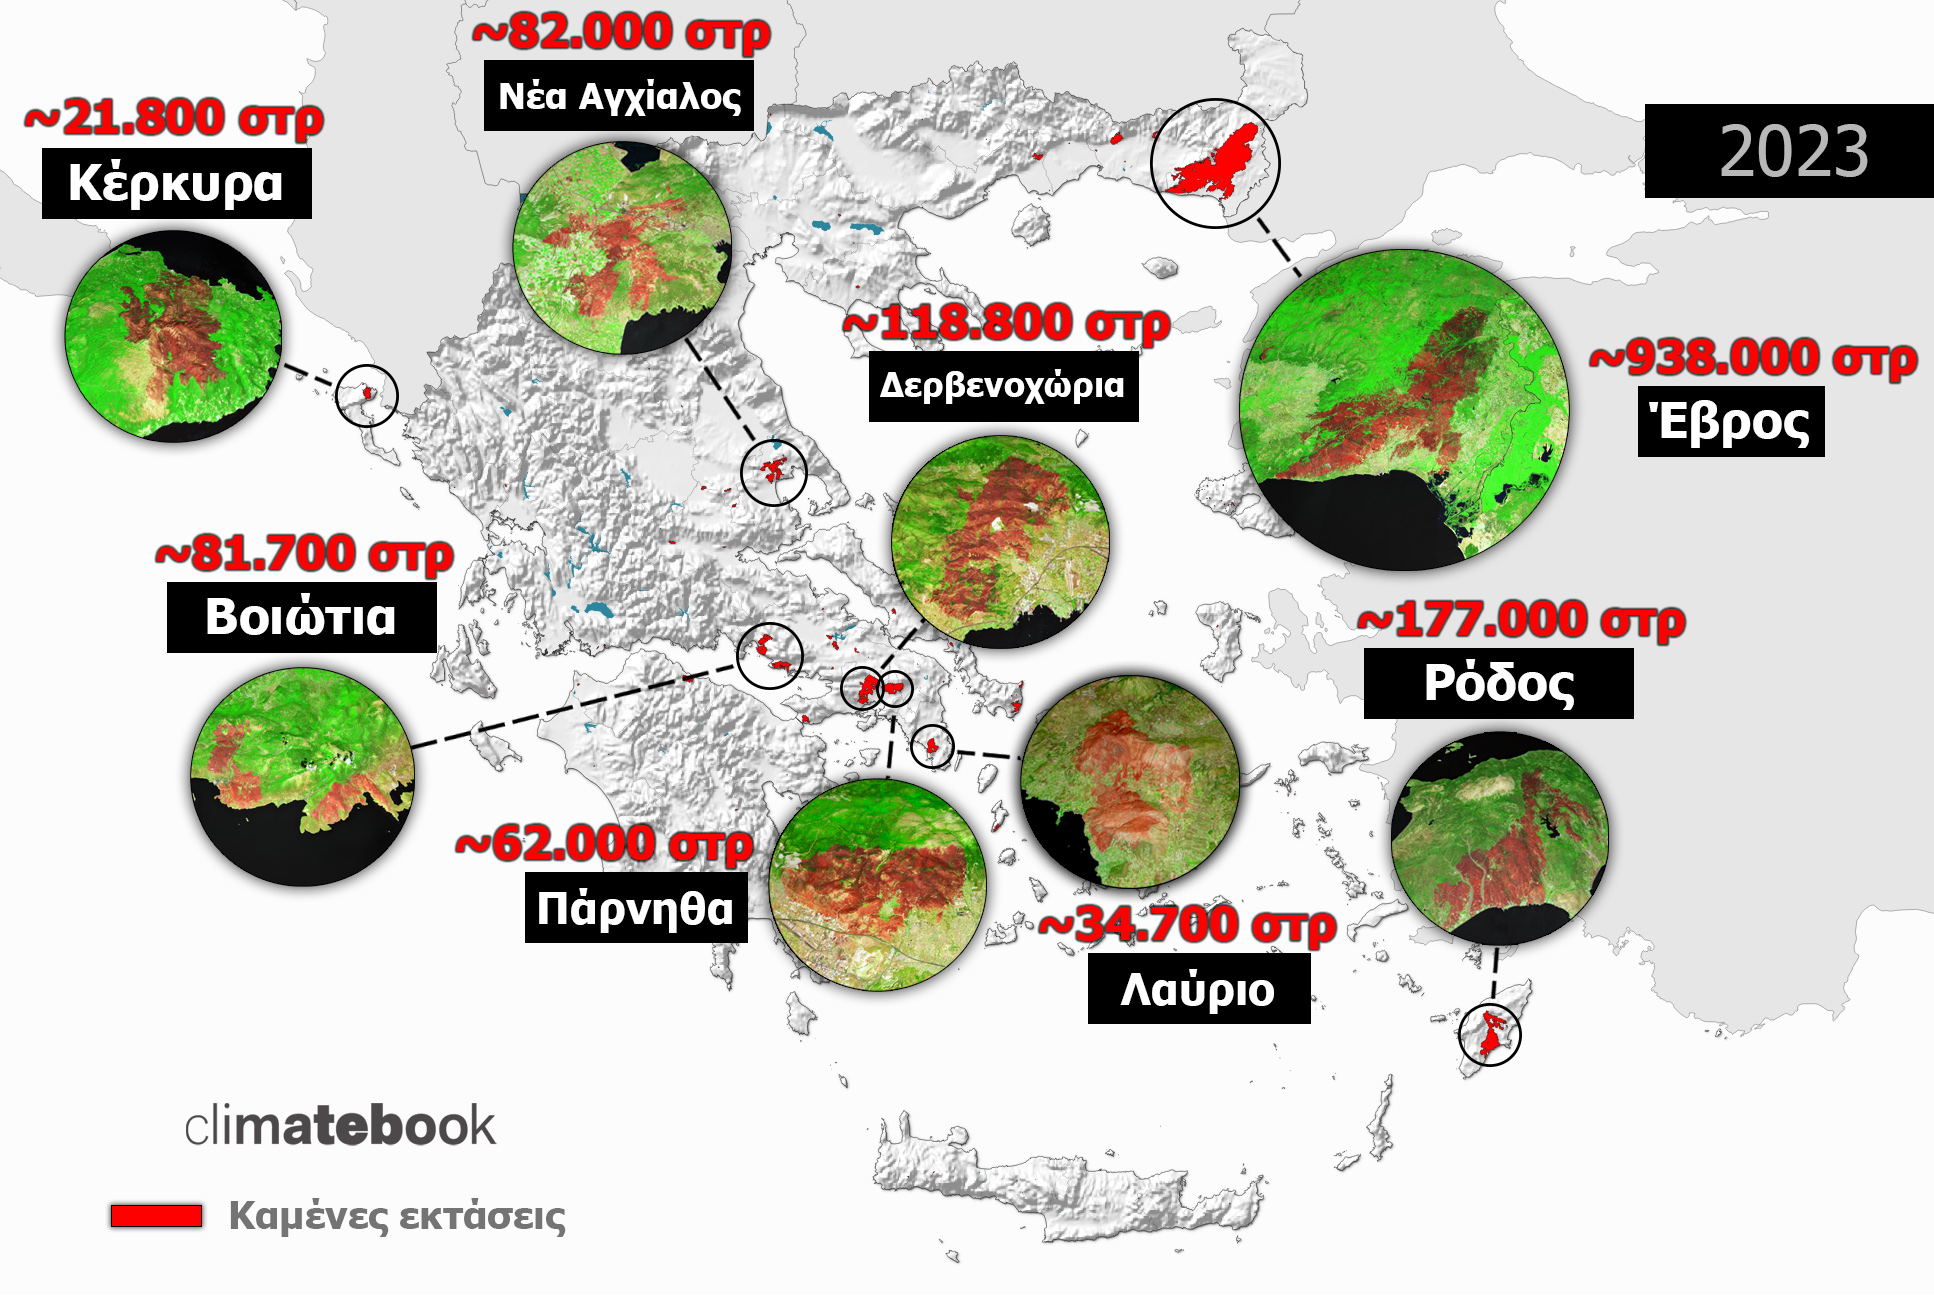 ~82.000 στρ
Νέα Αγχίαλος
~21.800 στρ
Κέρκυρα
2023
~118.800 στρ
Δερβενοχώρια
~938.000 στρ
Έβρος
~81.700 στρ
Βοιώτια
~177.000 στρ
Ρόδος
~62.000 στρ
Πάρνηθα
~34.700 στρ
Λαύριο
climatebook
Καμένες εκτάσεις